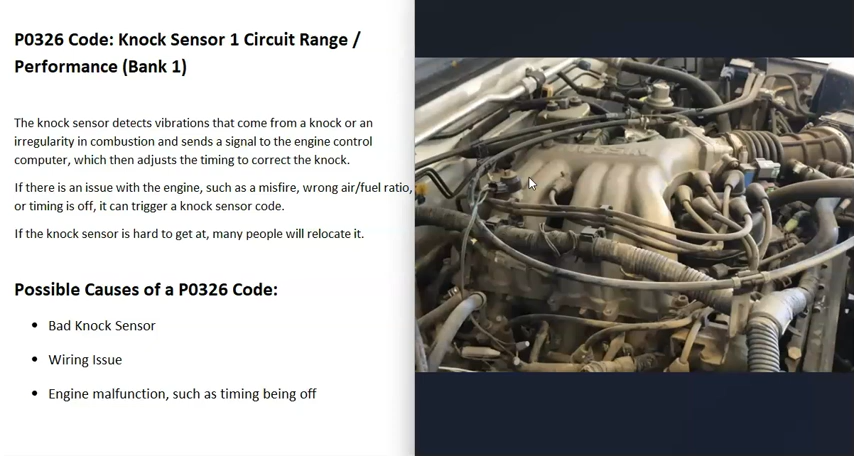 P0326 Code: Knock Sensor 1 Circuit Range /
Performance (Bank 1)
The knock sensor detects vibrations that come from a knock or an
irregularity in combustion and sends a signal to the engine control
computer, which then adjusts the timing to correct the knock.
If there is an issue with the engine, such as a misfire, wrong air/fuel ratio,
or timing is off, it can trigger a knock sensor code.
If the knock sensor is hard to get at, many people will relocate it.
Possible Causes of a P0326 Code:
• Bad Knock Sensor
• Wiring Issue
• Engine malfunction, such as timing being off